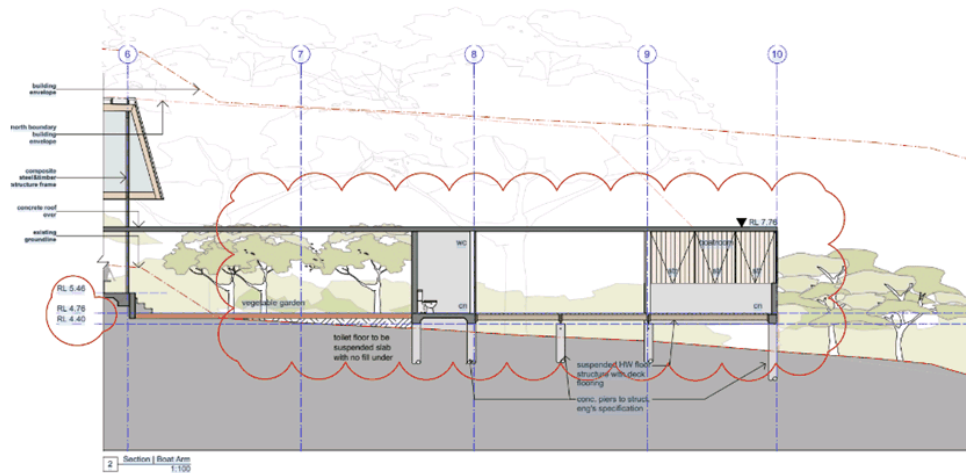 6
7
8
9
10
building
envelope
north boundary
building
envelope
composite
steel&timber
structure frame
concrete roof
over
existing
groundline
RL 7.76
wc
boatroom
str
str
str
RL 5.46
RL 4.76
RL 4.40
vegetable garden
cn
cn
toilet floor to be
suspended slab
with no fill under
suspended HW floor
structure with deck
flooring
conc. piers to struct.
eng's specification
2 Section | Boat Arm
1:100